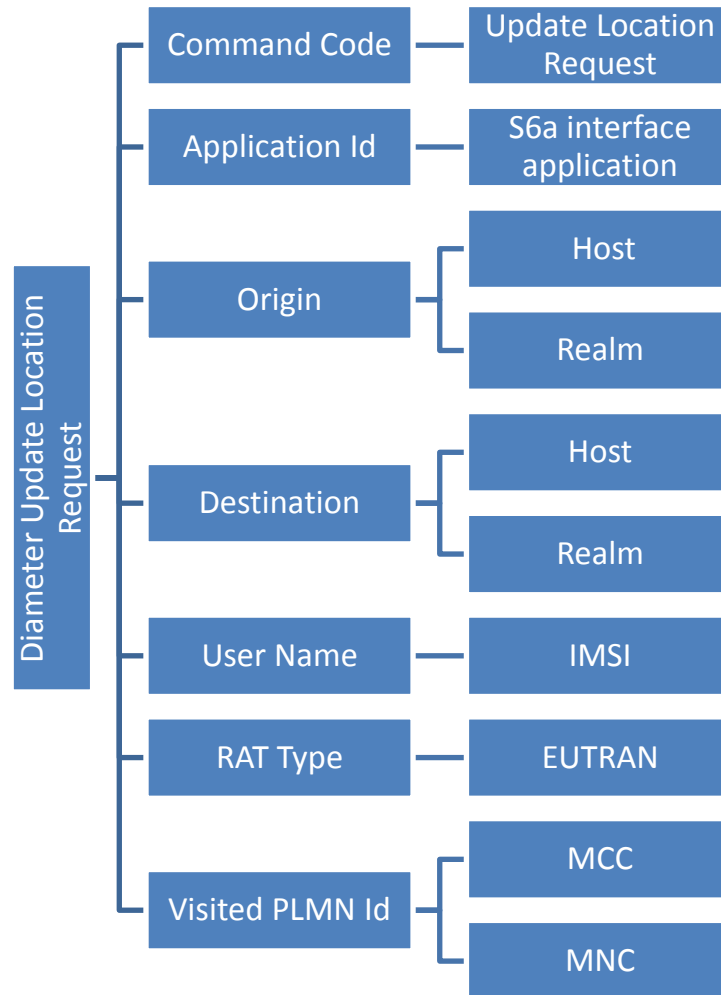 Diameter Update Location
Request
Command Code
Update Location
Request
Application Id
S6a interface
application
Origin
Host
Realm
Destination
Host
Realm
User Name
IMSI
RAT Type
EUTRAN
Visited PLMN Id
MCC
MNC